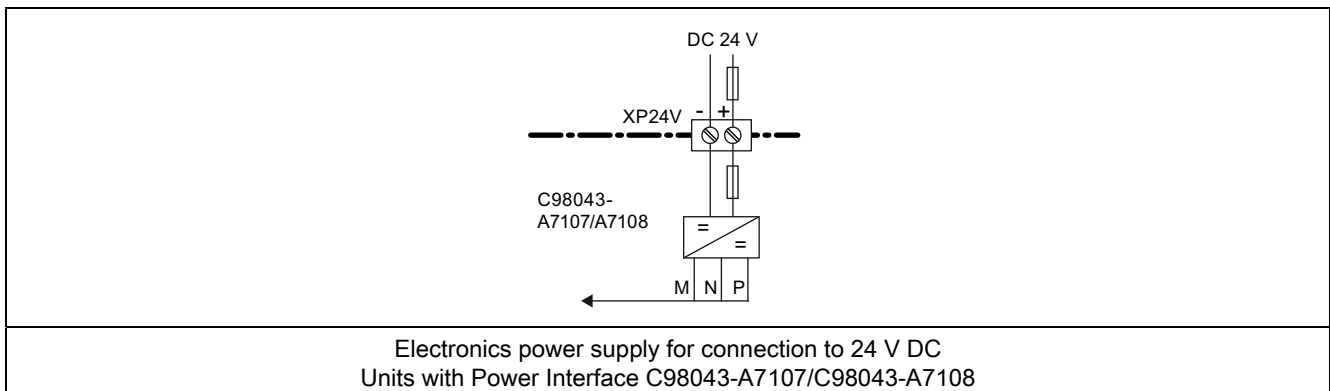 DC 24 V
- +
XP24V
C98043-
A7107/A7108
=
=
M N P
Electronics power supply for connection to 24 V DC
Units with Power Interface C98043-A7107/C98043-A7108